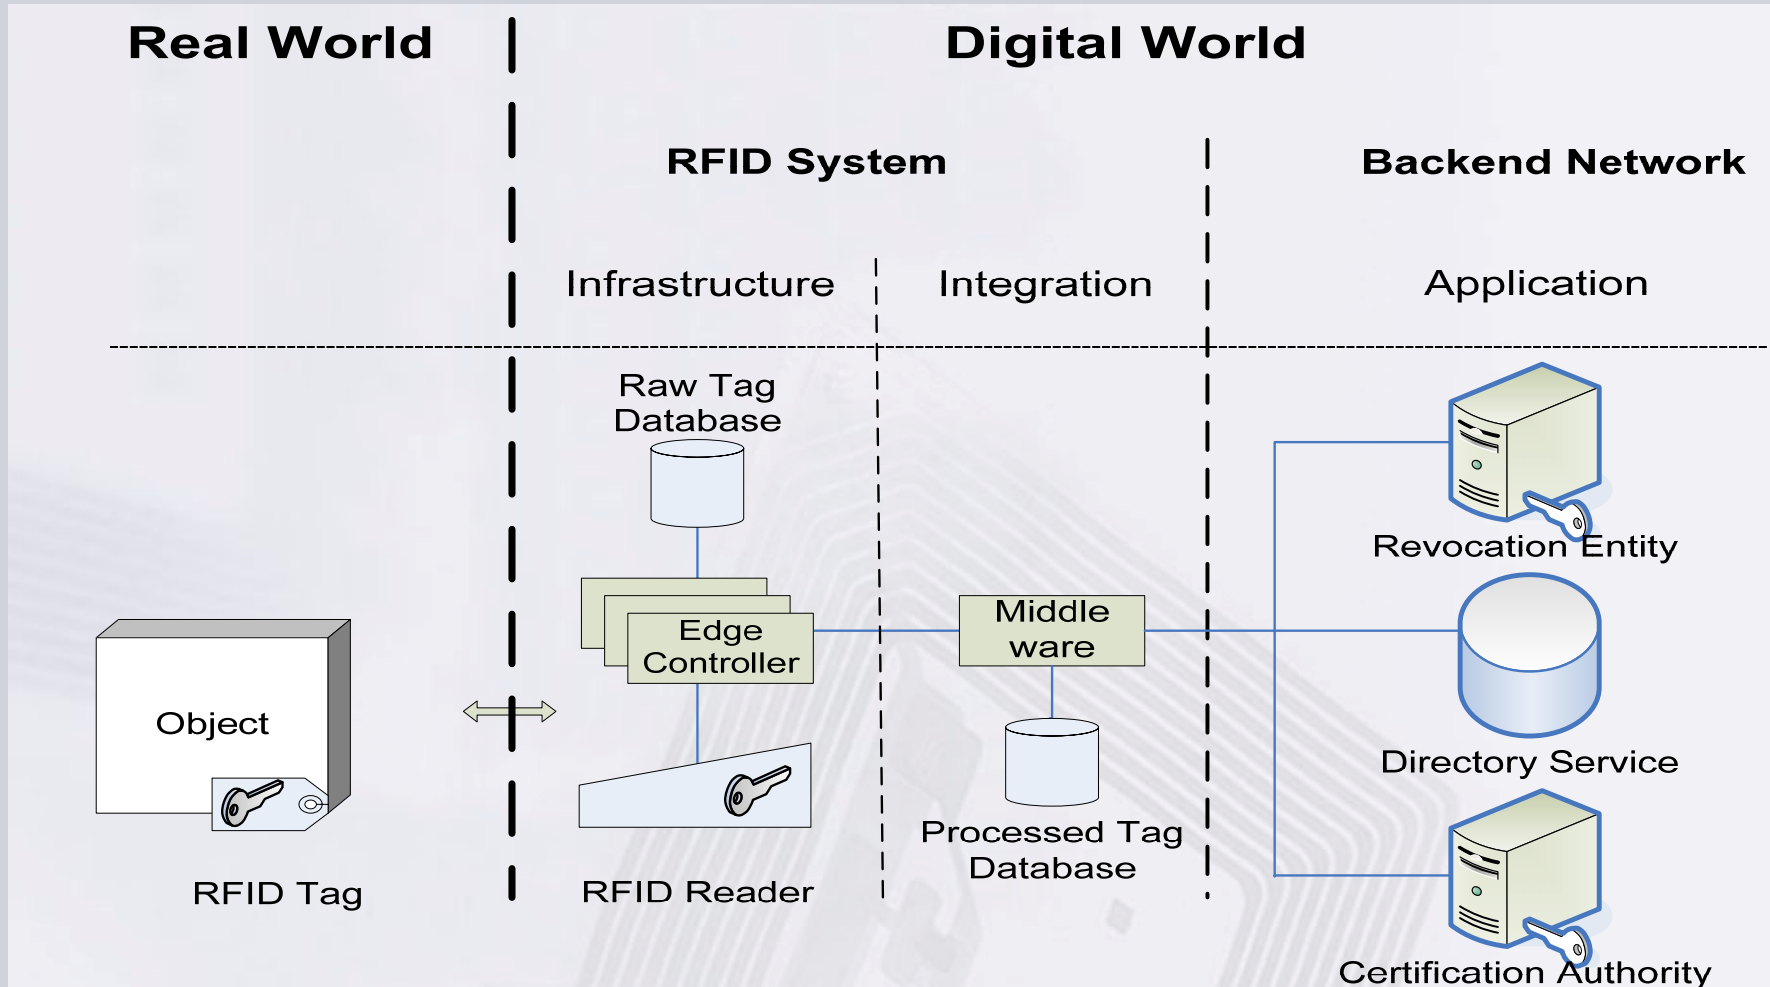 Real World
Digital World
RFID System
Backend Network
Infrastructure
Integration
Application
Raw Tag
Database
Edge
Controller
Middle
ware
Object
RFID Tag
RFID Reader
Processed Tag
Database
Revocation Entity
Directory Service
Certification Authority